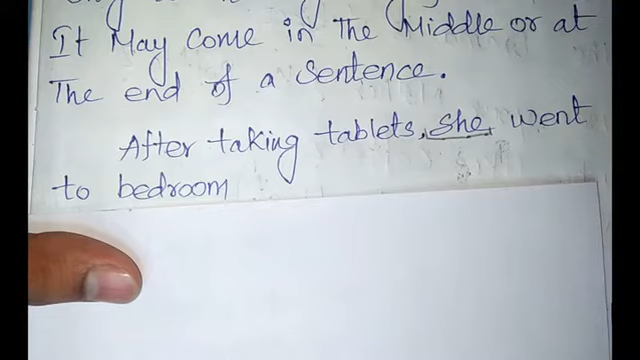 It May Come in The Middle or at
The end of a Sentence.
After taking tablets, she went
to bedroom